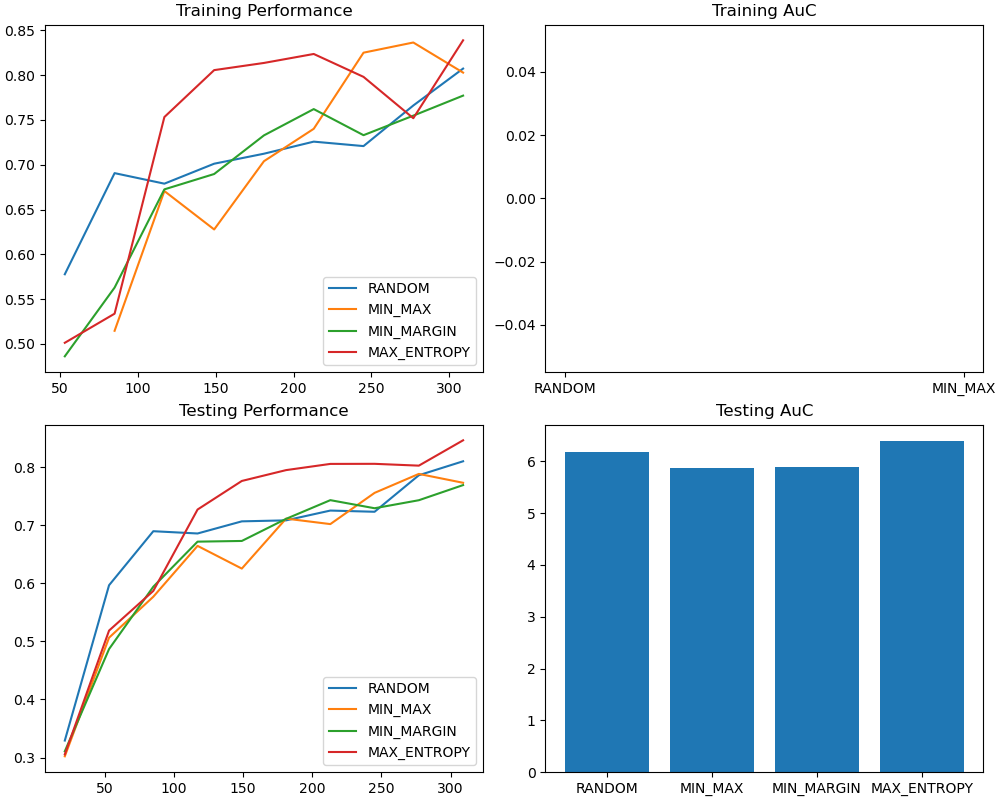 Training Performance
0.85
0.80
0.75
0.70
0.65
0.60
0.55
0.50
50 100 150 200 250 300
RANDOM
MIN_MAX
MIN_MARGIN
MAX_ENTROPY
Training AuC
0.04
0.02
0.00
−0.02
−0.04
RANDOM MIN_MAX
Testing Performance
0.8
0.7
0.6
0.5
0.4
0.3
50 100 150 200 250 300
RANDOM
MIN_MAX
MIN_MARGIN
MAX_ENTROPY
Testing AuC
6
5
4
3
2
1
0
RANDOM MIN_MAX MIN_MARGIN MAX_ENTROPY